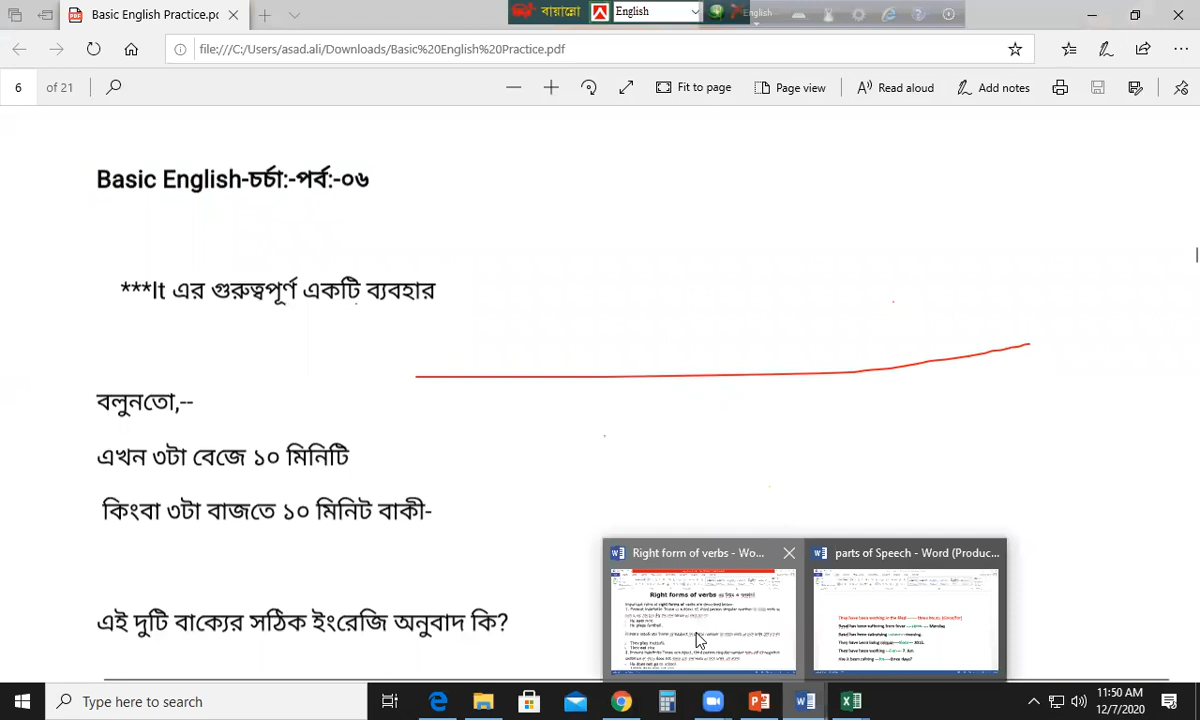 Basic English Practice.pd
বায়ান্নো
English
English
file:///C:/Users/asad.ali/Downloads/Basic%20English%20Practice.pdf
6 of 21
Fit to page
Page view
Read aloud
Add notes
Basic English-চর্চা:-পর্ব:-০৬
***It এর গুরুত্বপূর্ণ একটি ব্যবহার
বলুনতো,--
এখন ৩টা বেজে ১০ মিনিটি
কিংবা ৩টা বাজতে ১০ মিনিট বাকী-
এই দুটি বাক্যের সঠিক ইংরেজি অনুবাদ কি?
Right form of verbs - Wo...
parts of Speech - Word (Produc...
Right forms of verbs
Type here to search
11:50 AM
12/7/2020